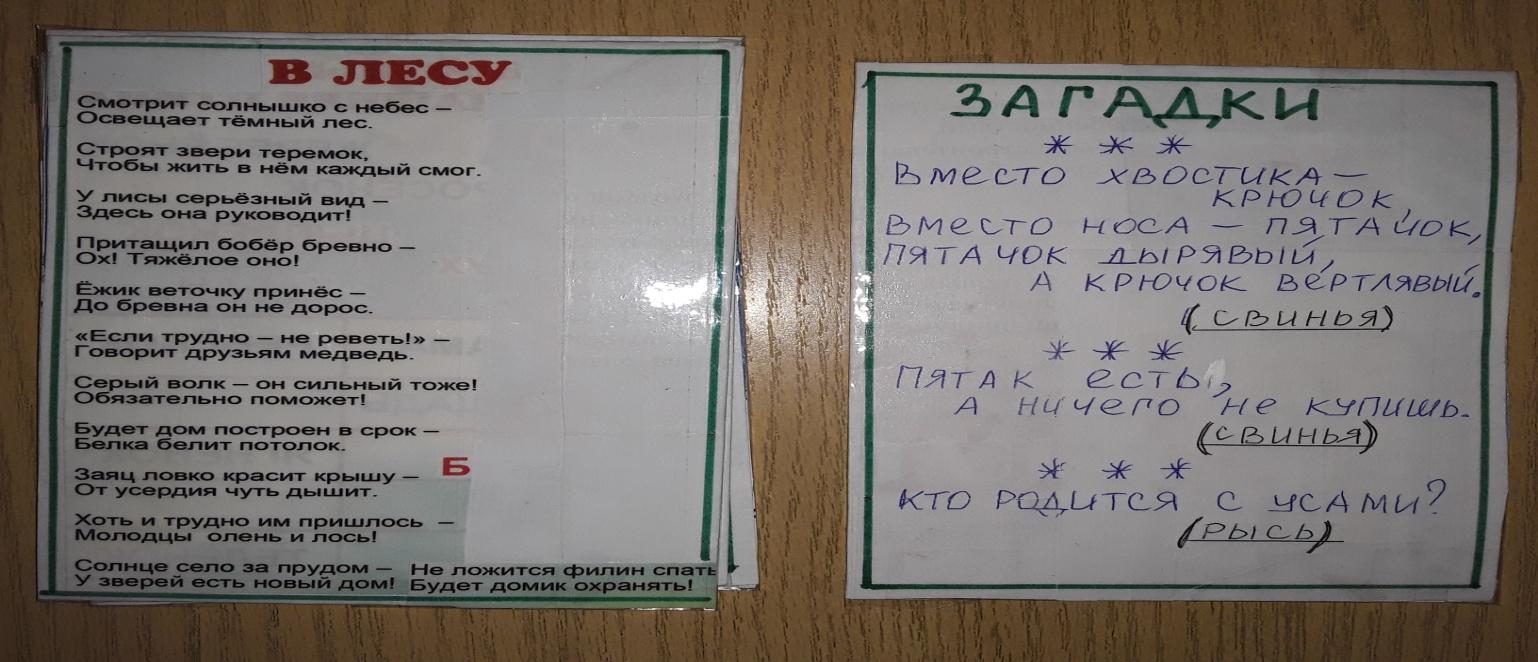 В ЛЕСУ
Смотрит солнышко с небес –
Освещает тёмный лес.
Строят звери теремок,
Чтобы жить в нём каждый смог.
У лисы серьёзный вид –
Здесь она руководит!
Притащил бобёр бревно –
Ох! Тяжёлое оно!
Ёжик веточку принёс –
До бревна он не дорос.
«Если трудно – не реветь!» –
Говорит друзьям медведь.
Серый волк – он сильный тоже!
Обязательно поможет!
Будет дом построен в срок –
Белка белит потолок.
Заяц ловко красит крышу –
От усердия чуть дышит.
Б
Хоть и трудно им пришлось –
Молодцы олень и лось!
Солнце село за прудом –
У зверей есть новый дом!
Не ложится филин спать
Будет домик охранять!
ЗАГАДКИ
* * *
Вместо хвостика –
крючок,
Вместо носа – пятачок,
Пятачок дырявый,
А крючок вертлявый.
(свинья)
* * *
Пятак есть,
А ничего не купишь.
(свинья)
* * *
Кто родится с усами?
(рысь)